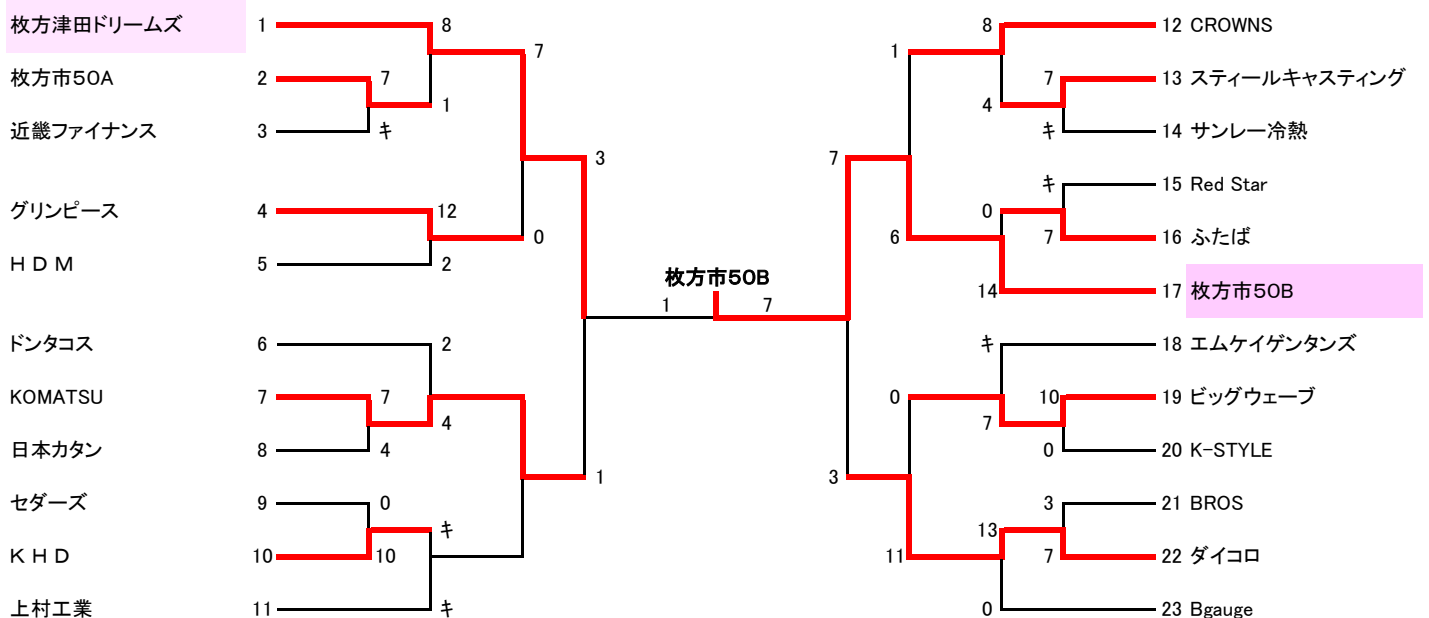 枚方津田ドリームズ 1 8 8 12 CROWNS
7 1
枚方市50A 2 7 7 13 スティールキャスティング
1 4
近畿ファイナンス 3 キ キ 14 サンレー冷熱
3 7
キ 15 Red Star
グリンピース 4 12 0
0 6 7 16 ふたば
H D M 5 2
枚方市50B
14 17 枚方市50B
1 7
ドンタコス 6 2 キ 18 エムケイゲンタンズ
KOMATSU 7 7 0 10 19 ビッグウェーブ
4 7
日本カタン 8 4 0 20 K-STYLE
1 3
セダーズ 9 0 3 21 BROS
キ 13
K H D 10 10 11 7 22 ダイコロ
上村工業 11 キ 0 23 Bgauge